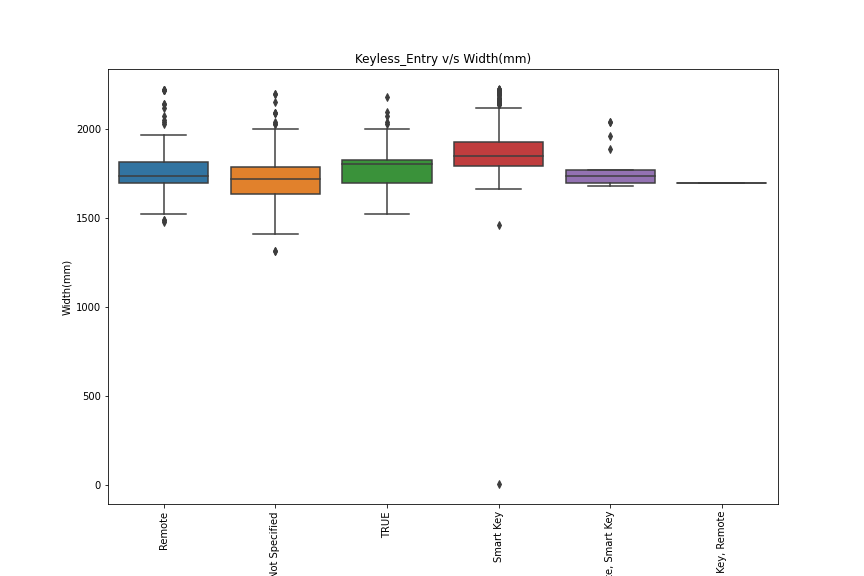 Keyless_Entry v/s Width(mm)
Width(mm)
2000
1500
1000
500
0
Remote
Not Specified
TRUE
Smart Key
, Smart Key
Key, Remote